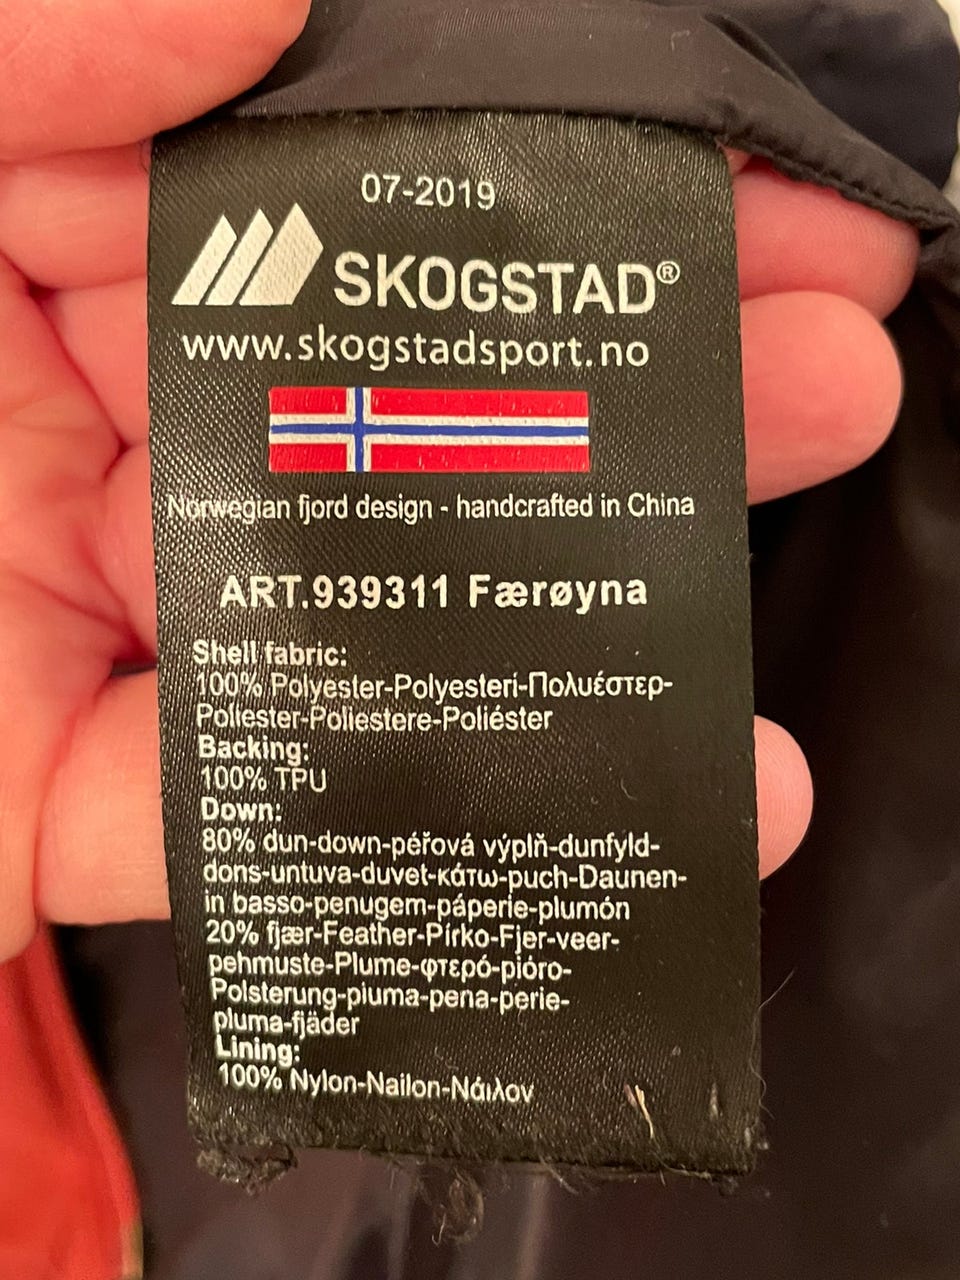 07-2019
SKOGSTAD®
www.skogstadsport.no
Norwegian fjord design - handcrafted in China
ART.939311 Færøyna
Shell fabric:
100% Polyester-Polyesteri-Πολυέστερ-
Poliester-Poliestere-Poliéster
Backing:
100% TPU
Down:
80% dun-down-péřová výplň-dunfyld-
dons-untuva-duvet-κάτω-puch-Daunen-
in basso-penugem-páperie-plumón
20% fjær-Feather-Pírko-Fjer-veer-
pehmuste-Plume-φτερό-pióro-
Polsterung-piuma-pena-perie-
pluma-fjäder
Lining:
100% Nylon-Nailon-Νάιλον